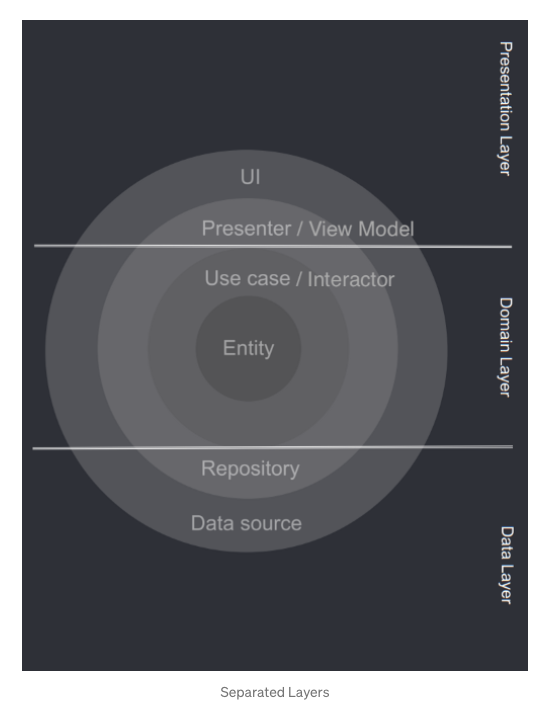 Presentation Layer
UI
Presenter / View Model
Use case / Interactor
Domain Layer
Entity
Repository
Data source
Data Layer
Separated Layers